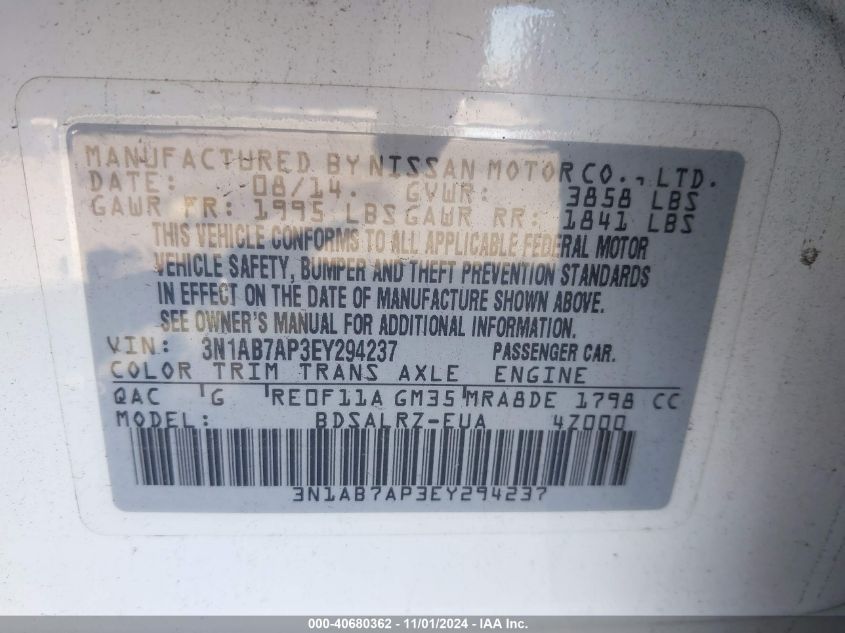 MANUFACTURED BY NISSAN MOTOR CO., LTD.
DATE: 08/14. GVWR: 3858 LBS
GAWR FR: 1995 LBS GAWR RR: 1841 LBS
THIS VEHICLE CONFORMS TO ALL APPLICABLE FEDERAL MOTOR
VEHICLE SAFETY, BUMPER AND THEFT PREVENTION STANDARDS
IN EFFECT ON THE DATE OF MANUFACTURE SHOWN ABOVE.
SEE OWNER'S MANUAL FOR ADDITIONAL INFORMATION.
VIN: 3N1AB7AP3EY294237 PASSENGER CAR.
COLOR TRIM TRANS AXLE ENGINE
QAC G RE0F11A GM35 MRA8DE 1798 CC
MODEL: BDSALRZ-EUA 4Z000
3N1AB7AP3EY294237
000-40680362 - 11/01/2024 - IAA Inc.